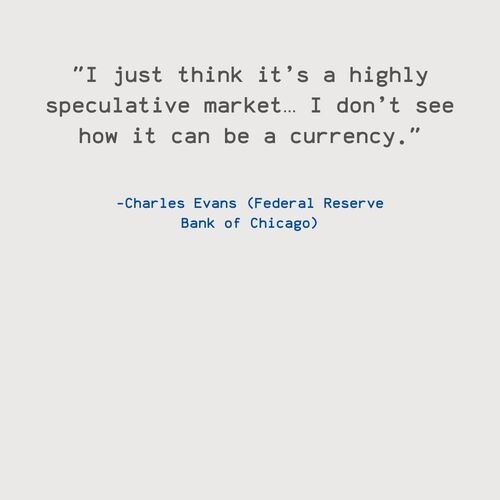 "I just think it's a highly
speculative market… I don't see
how it can be a currency."
-Charles Evans (Federal Reserve
Bank of Chicago)